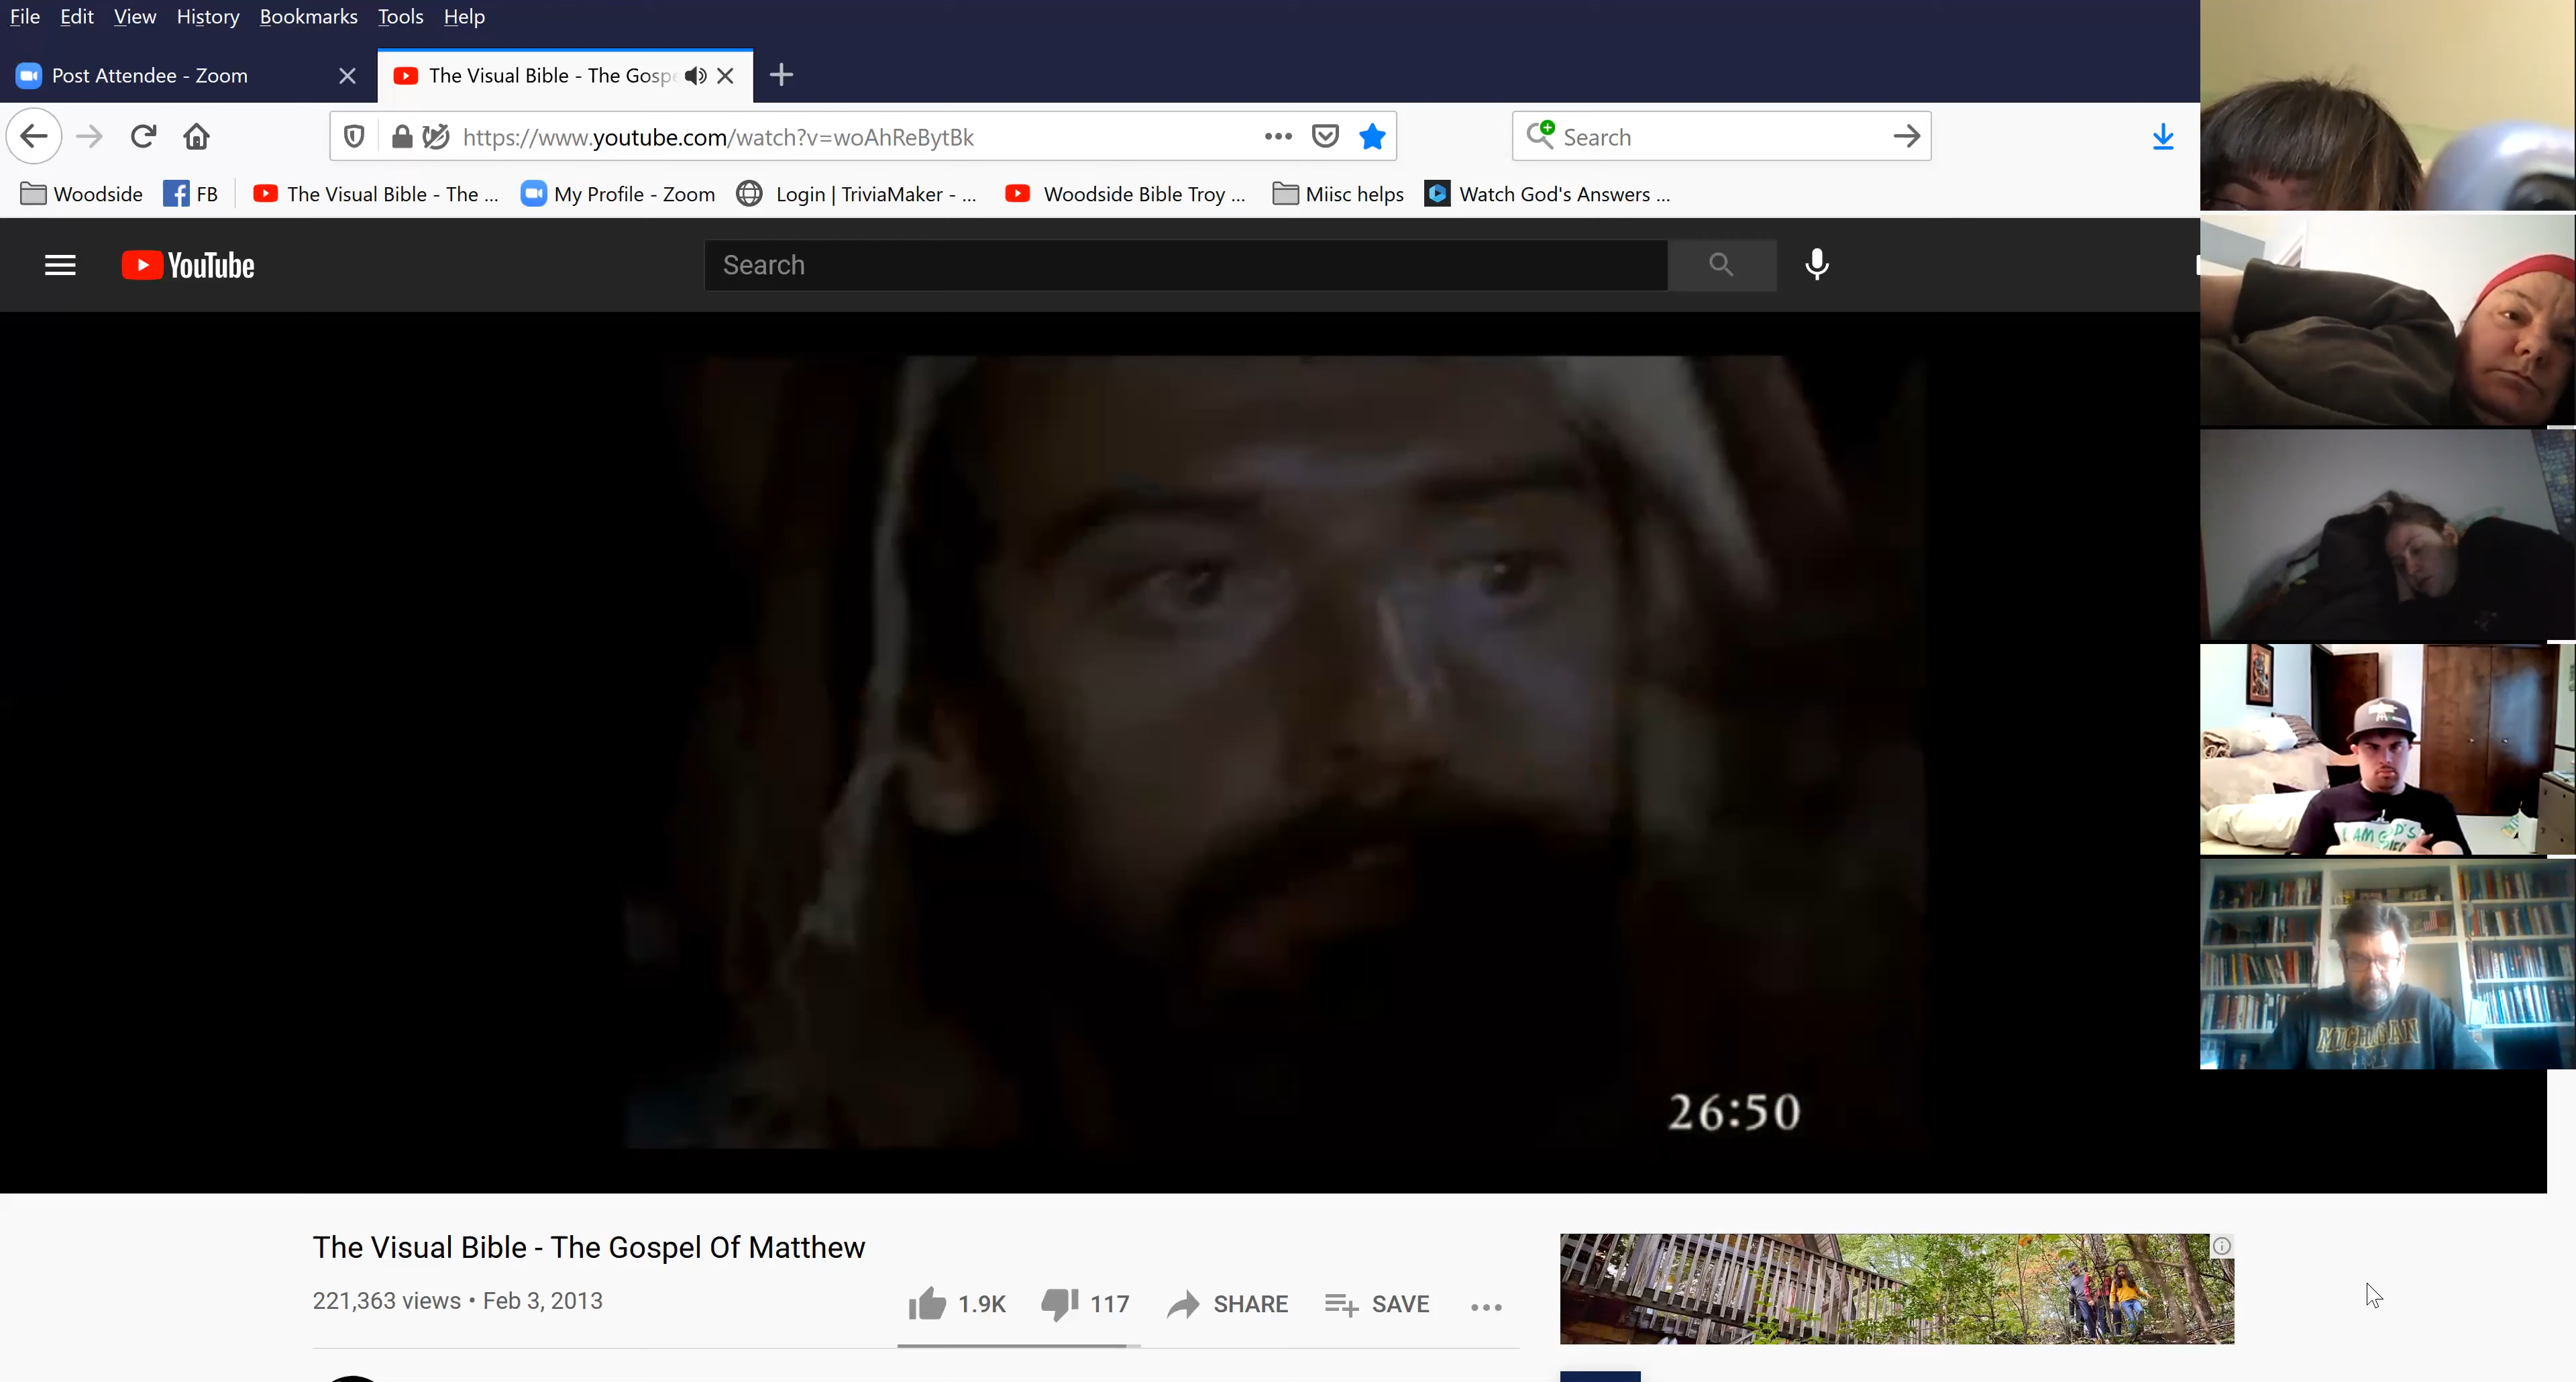 File Edit View History Bookmarks Tools Help
Post Attendee - Zoom
The Visual Bible - The Gosp
https://www.youtube.com/watch?v=woAhReBytBk
Search
Woodside FB The Visual Bible - The ... My Profile - Zoom Login | TriviaMaker - ... Woodside Bible Troy ... Miisc helps Watch God's Answers ...
YouTube
Search
I AM GOD'S
MICHIGAN
26:50
The Visual Bible - The Gospel Of Matthew
221,363 views • Feb 3, 2013
1.9K 117 SHARE SAVE